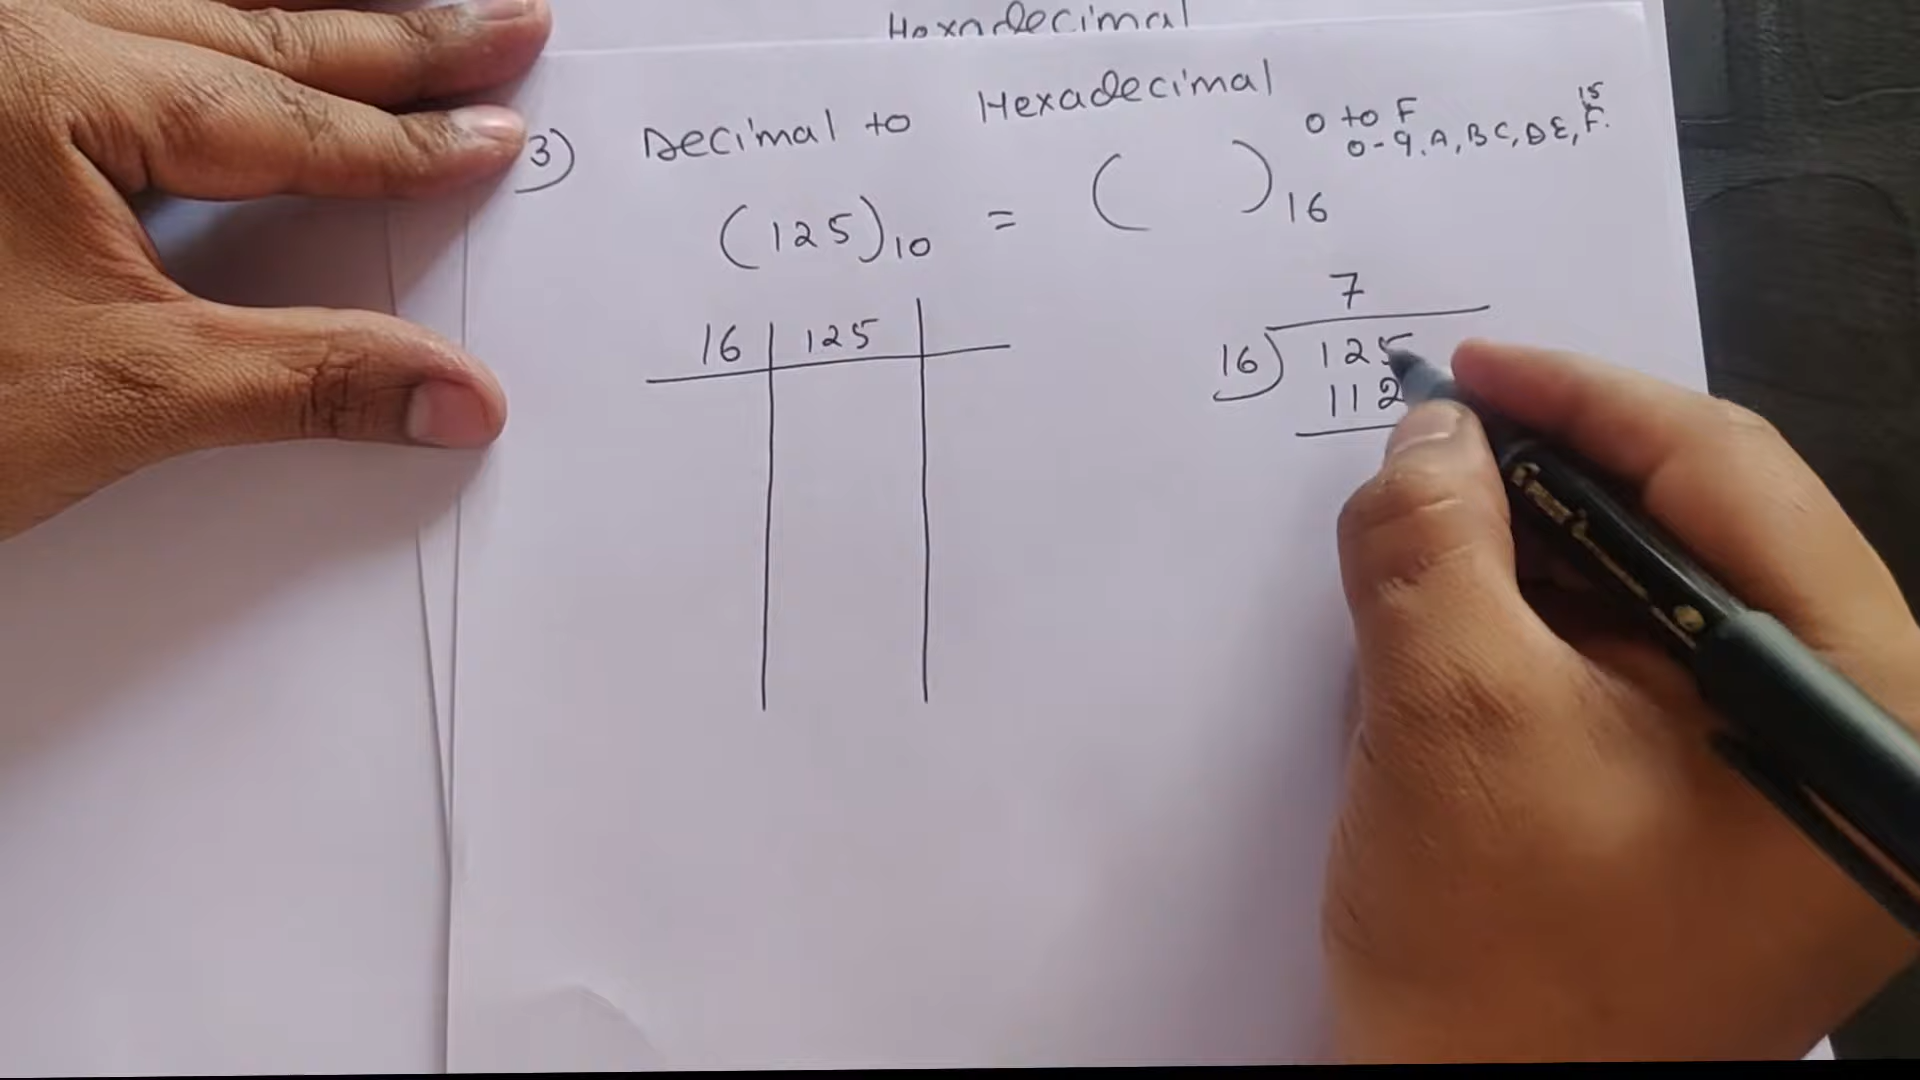 Hexadecimal
3) Decimal to Hexadecimal
0 to F
15
0-9, A, B C, D E, F.
(125)10 = ( )16
16 | 125
7
16) 125
112